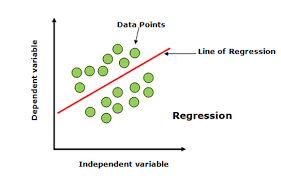 Data Points
Line of Regression
Dependent variable
Regression
Independent variable